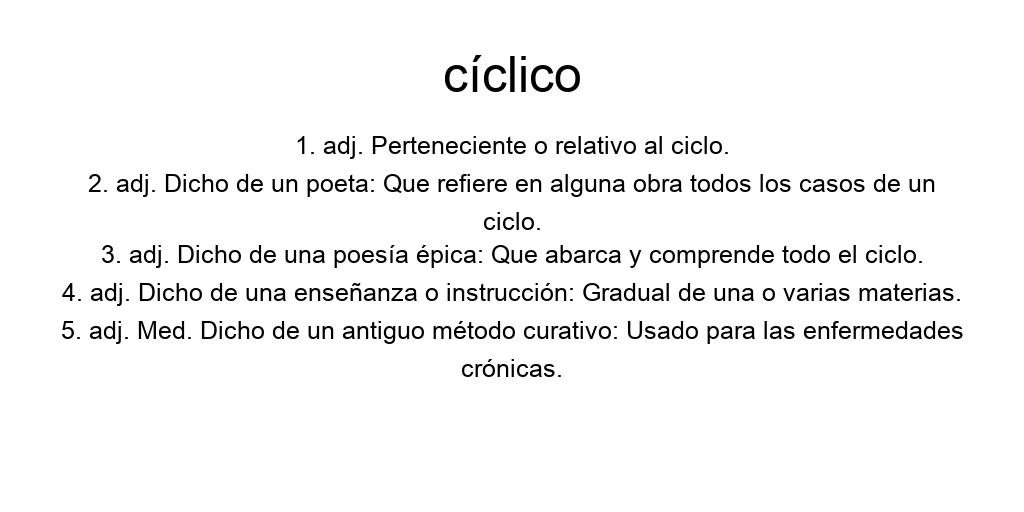 cíclico
1. adj. Perteneciente o relativo al ciclo.
2. adj. Dicho de un poeta: Que refiere en alguna obra todos los casos de un
ciclo.
3. adj. Dicho de una poesía épica: Que abarca y comprende todo el ciclo.
4. adj. Dicho de una enseñanza o instrucción: Gradual de una o varias materias.
5. adj. Med. Dicho de un antiguo método curativo: Usado para las enfermedades
crónicas.